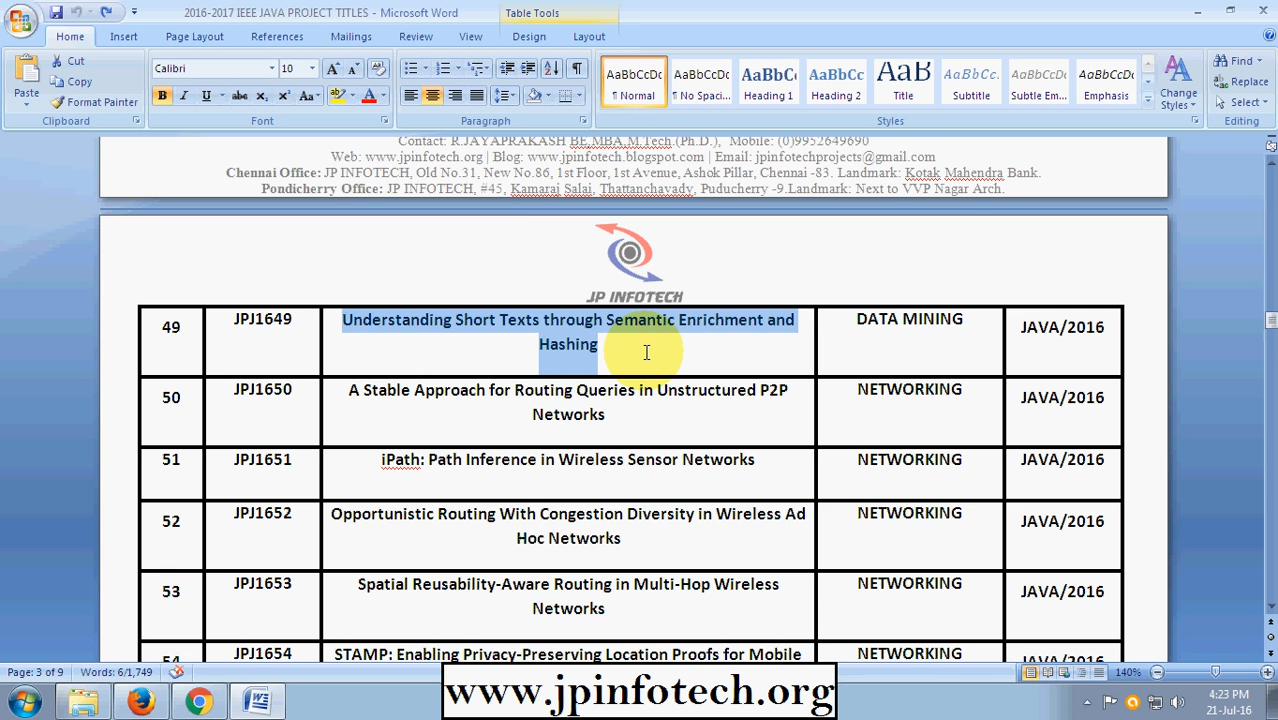 2016-2017 IEEE JAVA PROJECT TITLES - Microsoft Word
Table Tools
Home Insert Page Layout References Mailings Review View Design Layout
Paste
Cut
Copy
Format Painter
Clipboard
Calibri 10
B I U abc X₂ X² Aa
Font
Paragraph
AaBbCcDc AaBbCcDc AaBbC AaBbCc AaB AaBbCc. AaBbCcDc AaBbCcDc
¶ Normal ¶ No Spaci... Heading 1 Heading 2 Title Subtitle Subtle Em... Emphasis
Change Styles
Styles
Find
Replace
Select
Editing
Contact: R.JAYAPRAKASH BE,MBA,M.Tech.(Ph.D.), Mobile: (0)9952649690
Web: www.jpinfotech.org | Blog: www.jpinfotech.blogspot.com | Email: jpinfotechprojects@gmail.com
Chennai Office: JP INFOTECH, Old No.31, New No.86, 1st Floor, 1st Avenue, Ashok Pillar, Chennai -83. Landmark: Kotak Mahendra Bank.
Pondicherry Office: JP INFOTECH, #45, Kamarai Salai, Thattanchavady, Puducherry -9.Landmark: Next to VVP Nagar Arch.
JP INFOTECH
49 JPJ1649 Understanding Short Texts through Semantic Enrichment and DATA MINING JAVA/2016
Hashing
50 JPJ1650 A Stable Approach for Routing Queries in Unstructured P2P NETWORKING JAVA/2016
Networks
51 JPJ1651 iPath: Path Inference in Wireless Sensor Networks NETWORKING JAVA/2016
52 JPJ1652 Opportunistic Routing With Congestion Diversity in Wireless Ad NETWORKING JAVA/2016
Hoc Networks
53 JPJ1653 Spatial Reusability-Aware Routing in Multi-Hop Wireless NETWORKING JAVA/2016
Networks
54 JPJ1654 STAMP: Enabling Privacy-Preserving Location Proofs for Mobile NETWORKING JAVA/2016
Page: 3 of 9 Words: 6/1,749 140%
www.jpinfotech.org
4:23 PM
21-Jul-16